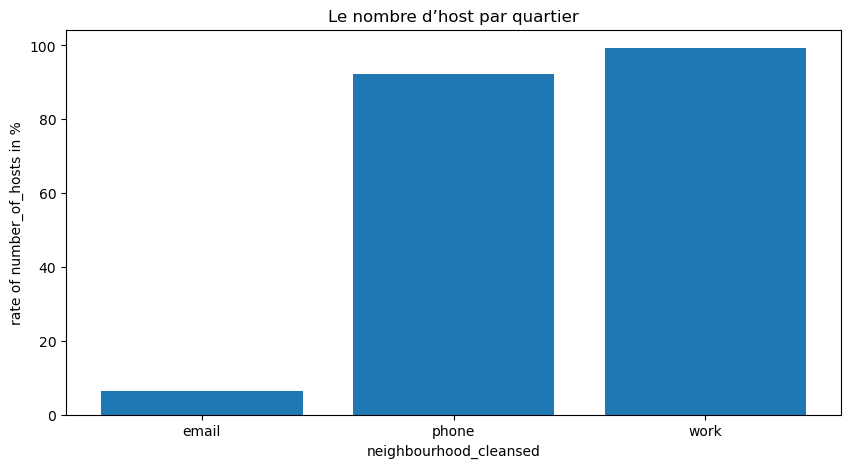 Le nombre d’host par quartier
rate of number_of_hosts in %
100
80
60
40
20
0
email
phone
work
neighbourhood_cleansed